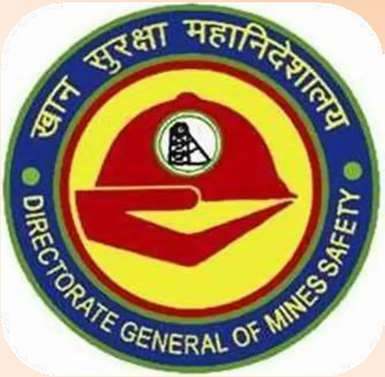 खान सुरक्षा महानिदेशालय
DIRECTORATE GENERAL OF MINES SAFETY